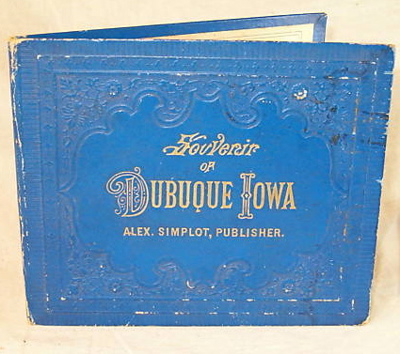 Souvenir
OF
DUBUQUE IOWA
ALEX. SIMPLOT, PUBLISHER.